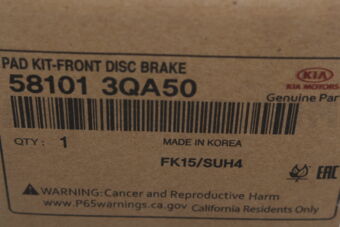 PAD KIT-FRONT DISC BRAKE
58101 3QA50
KIA
KIA MOTORS
Genuine Par
QTY : 1
MADE IN KOREA
FK15/SUH4
EAC
WARNING: Cancer and Reproductive Harm
www.P65warnings.ca.gov California Residents Only